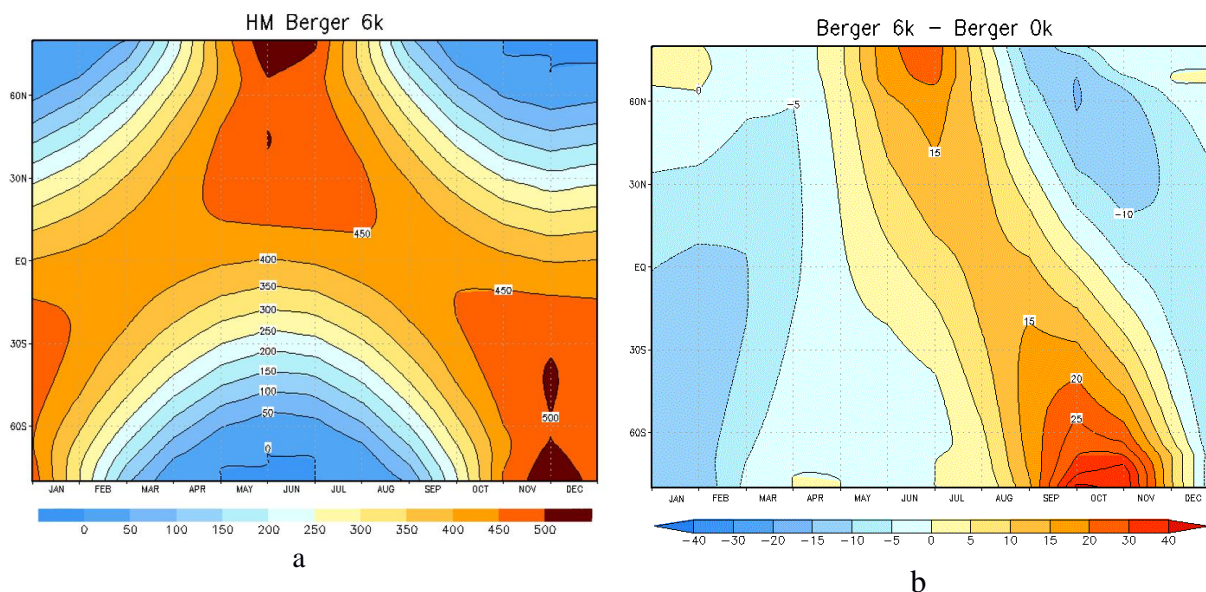 HM Berger 6k
60N
30N
EQ
30S
60S
450
400
350
300
250
200
150
100
50
0
450
500
JAN FEB MAR APR MAY JUN JUL AUG SEP OCT NOV DEC
0 50 100 150 200 250 300 350 400 450 500
a
Berger 6k – Berger 0k
60N
30N
EQ
30S
60S
0
-5
15
-10
15
20
25
JAN FEB MAR APR MAY JUN JUL AUG SEP OCT NOV DEC
-40 -30 -20 -15 -10 -5 0 5 10 15 20 30 40
b